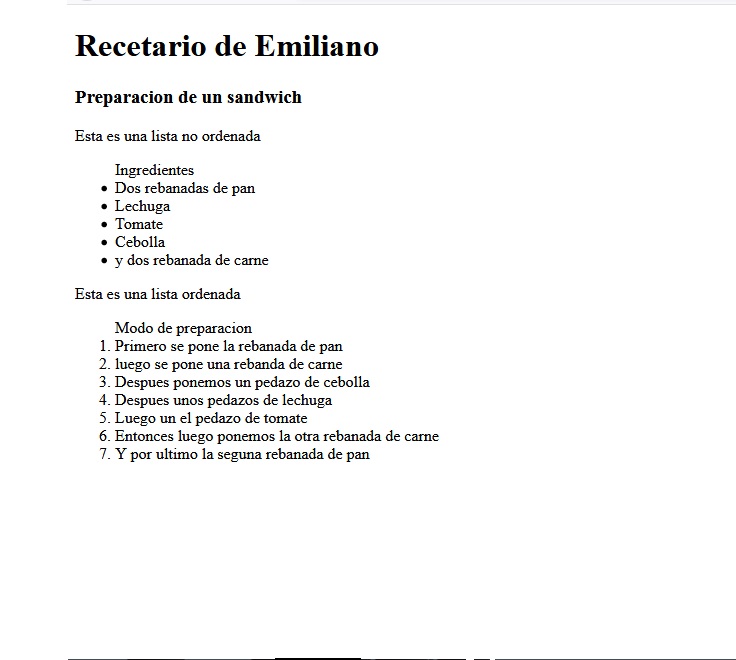 Recetario de Emiliano
Preparacion de un sandwich
Esta es una lista no ordenada
Ingredientes
• Dos rebanadas de pan
• Lechuga
• Tomate
• Cebolla
• y dos rebanada de carne
Esta es una lista ordenada
Modo de preparacion
1. Primero se pone la rebanada de pan
2. luego se pone una rebanda de carne
3. Despues ponemos un pedazo de cebolla
4. Despues unos pedazos de lechuga
5. Luego un el pedazo de tomate
6. Entonces luego ponemos la otra rebanada de carne
7. Y por ultimo la seguna rebanada de pan